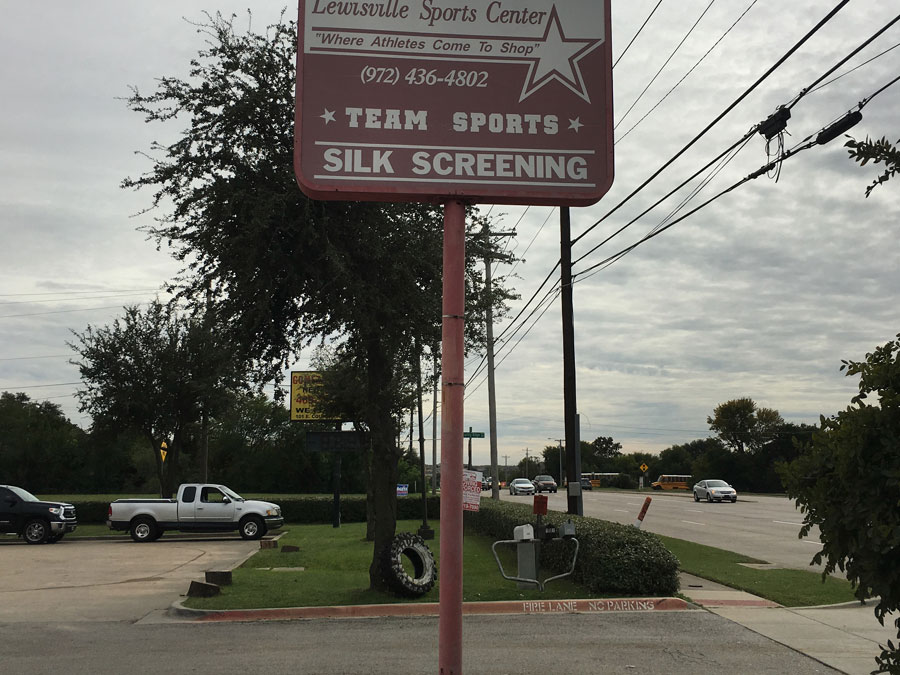 Lewisville Sports Center
"Where Athletes Come To Shop"
(972) 436-4802
TEAM SPORTS
SILK SCREENING
WE
FIRE LANE NO PARKING